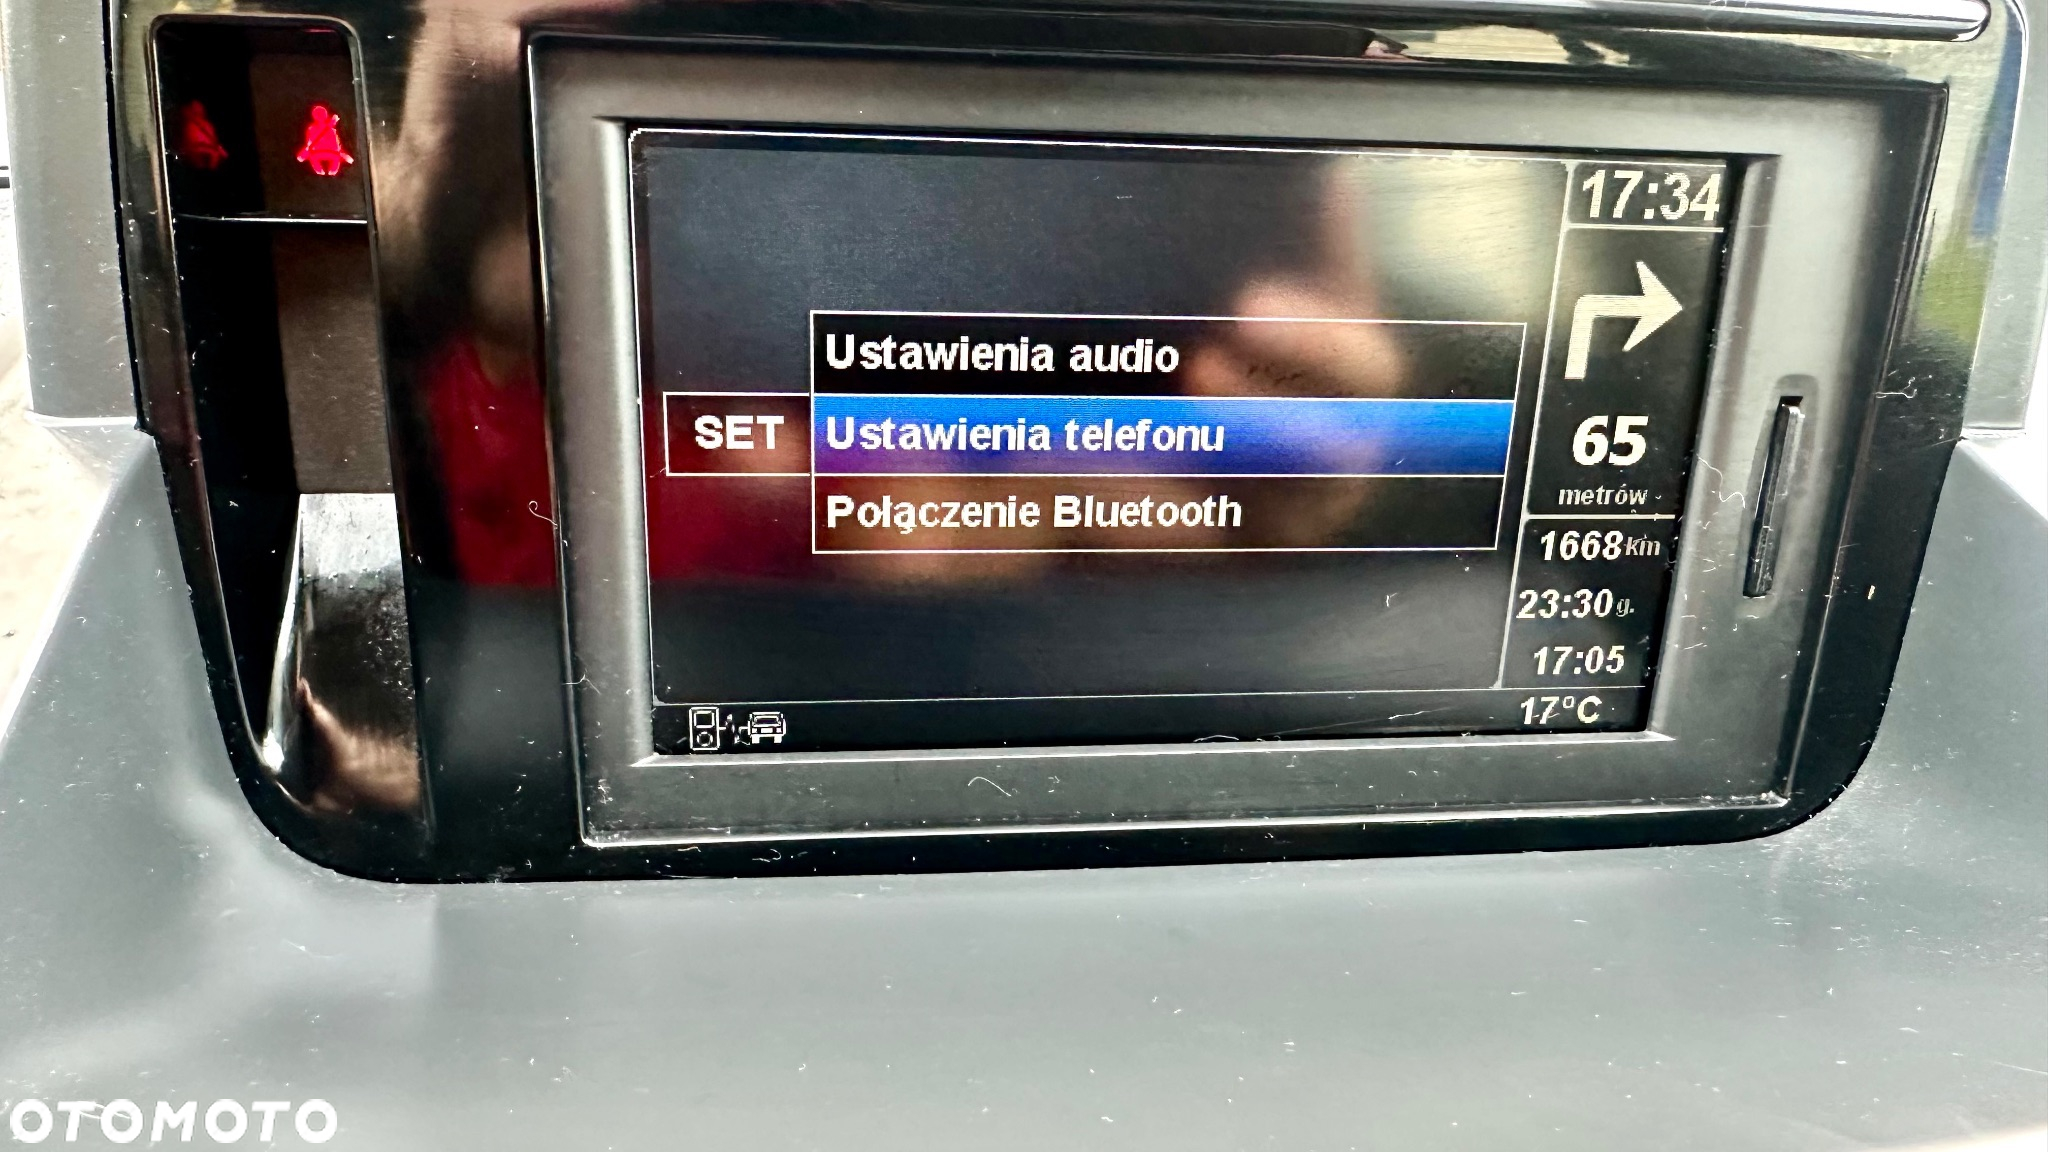 17:34
Ustawienia audio
SET
Ustawienia telefonu
Połączenie Bluetooth
65
metrów
1668 km
23:30 g.
17:05
17°C
OTOMOTO